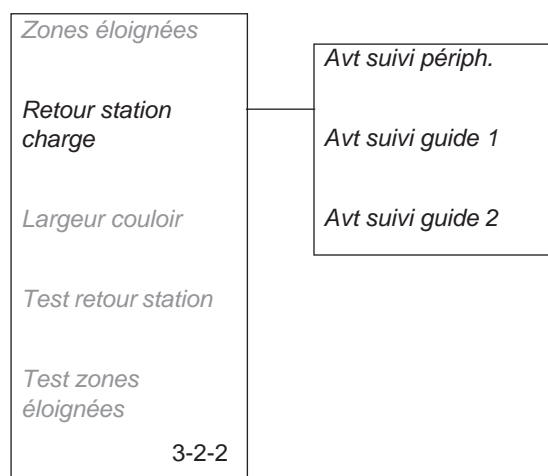 Zones éloignées
Retour station
charge
Largeur couloir
Test retour station
Test zones
éloignées
3-2-2
Avt suivi périph.
Avt suivi guide 1
Avt suivi guide 2